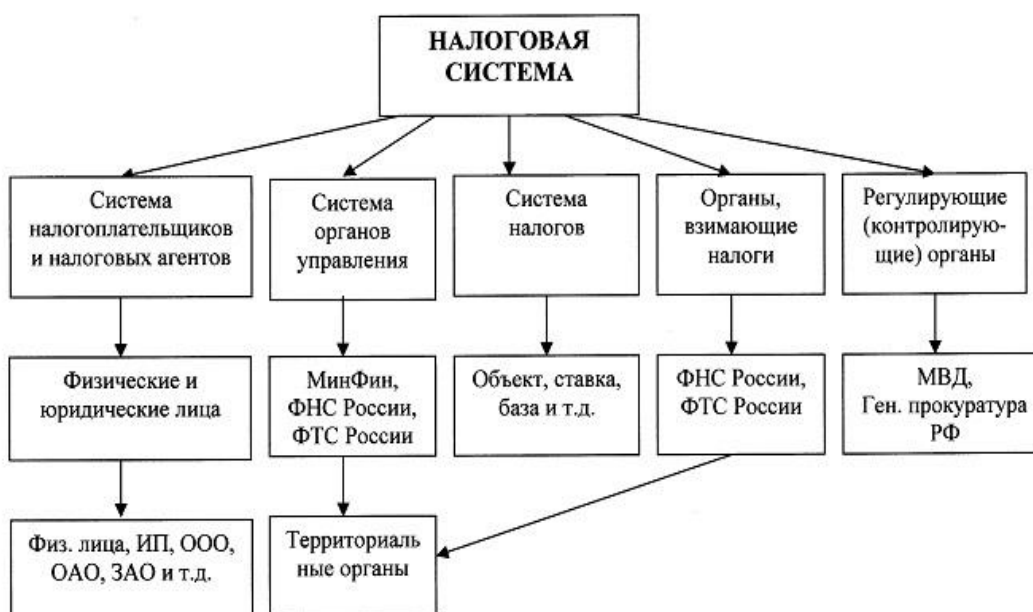 НАЛОГОВАЯ
СИСТЕМА
Система
налогоплательщиков
и налоговых агентов
Система
органов
управления
Система
налогов
Органы,
взимающие
налоги
Регулирующие
(контролирую-
щие) органы
Физические и
юридические лица
МинФин,
ФНС России,
ФТС России
Объект, ставка,
база и т.д.
ФНС России,
ФТС России
МВД,
Ген. прокуратура
РФ
Физ. лица, ИП, ООО,
ОАО, ЗАО и т.д.
Территориаль
ные органы